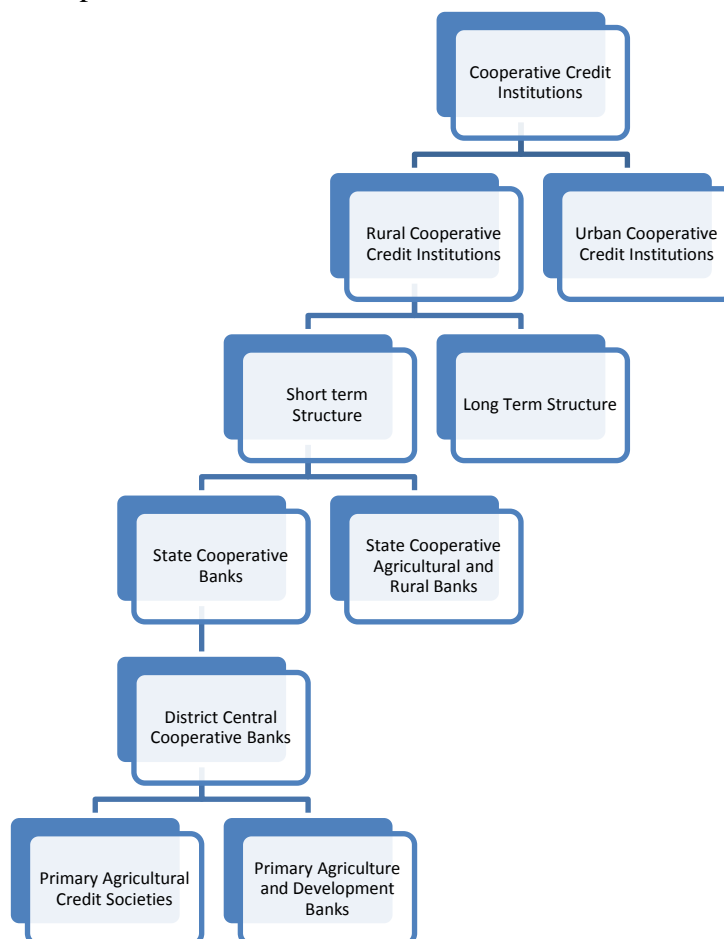 Cooperative Credit
Institutions
Rural Cooperative
Credit Institutions
Urban Cooperative
Credit Institutions
Short term
Structure
Long Term Structure
State Cooperative
Banks
State Cooperative
Agricultural and
Rural Banks
District Central
Cooperative Banks
Primary Agricultural
Credit Societies
Primary Agriculture
and Development
Banks